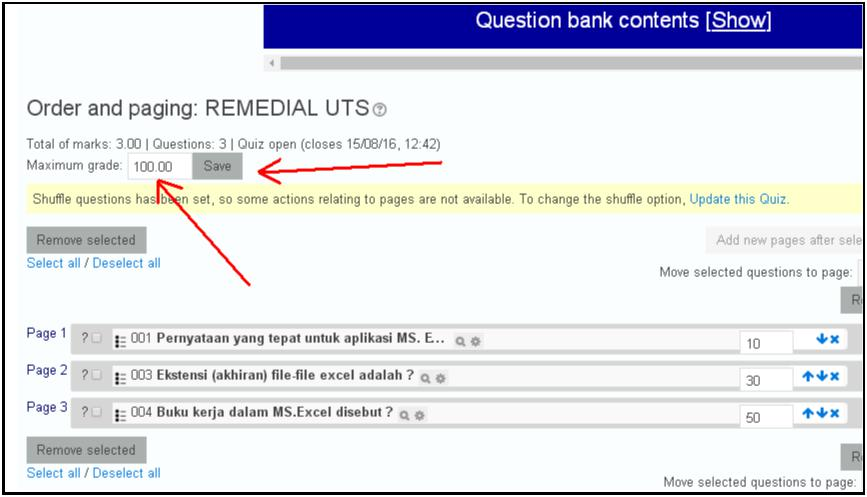 Question bank contents [Show]
Order and paging: REMEDIAL UTS
Total of marks: 3.00 | Questions: 3 | Quiz open (closes 15/08/16, 12:42)
Maximum grade: 100.00 Save
Shuffle questions has been set, so some actions relating to pages are not available. To change the shuffle option, Update this Quiz.
Remove selected
Add new pages after sele
Select all / Deselect all
Move selected questions to page:
R
Page 1 ? 001 Pernyataan yang tepat untuk aplikasi MS. E... 10
Page 2 ? 003 Ekstensi (akhiran) file-file excel adalah ? 30
Page 3 ? 004 Buku kerja dalam MS.Excel disebut ? 50
Remove selected
R
Select all / Deselect all
Move selected questions to page: